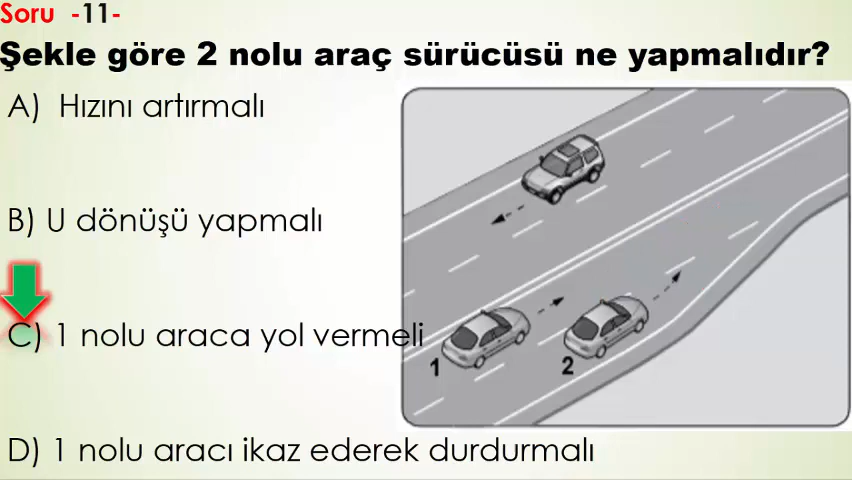 Soru -11-
Şekle göre 2 nolu araç sürücüsü ne yapmalıdır?
A) Hızını artırmalı
B) U dönüşü yapmalı
C) 1 nolu araca yol vermeli
D) 1 nolu aracı ikaz ederek durdurmalı
1
2